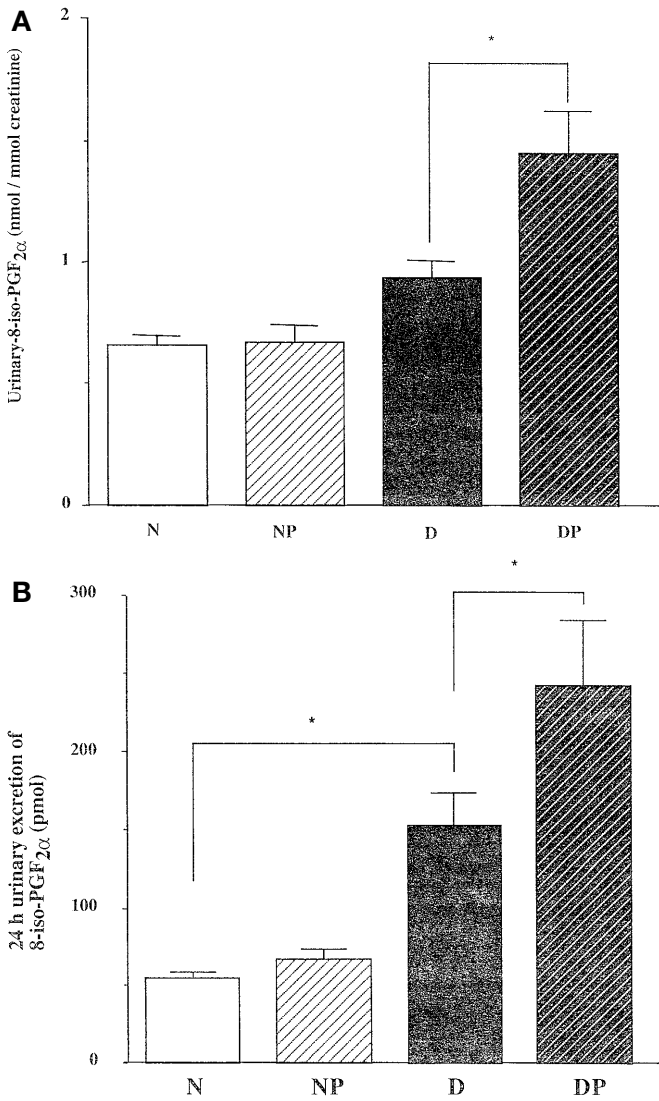 A
2
*
Urinary-8-iso-PGF2α (nmol / mmol creatinine)
1
0
N NP D DP
B
300
*
200
*
24 h urinary excretion of
8-iso-PGF2α (pmol)
100
0
N NP D DP